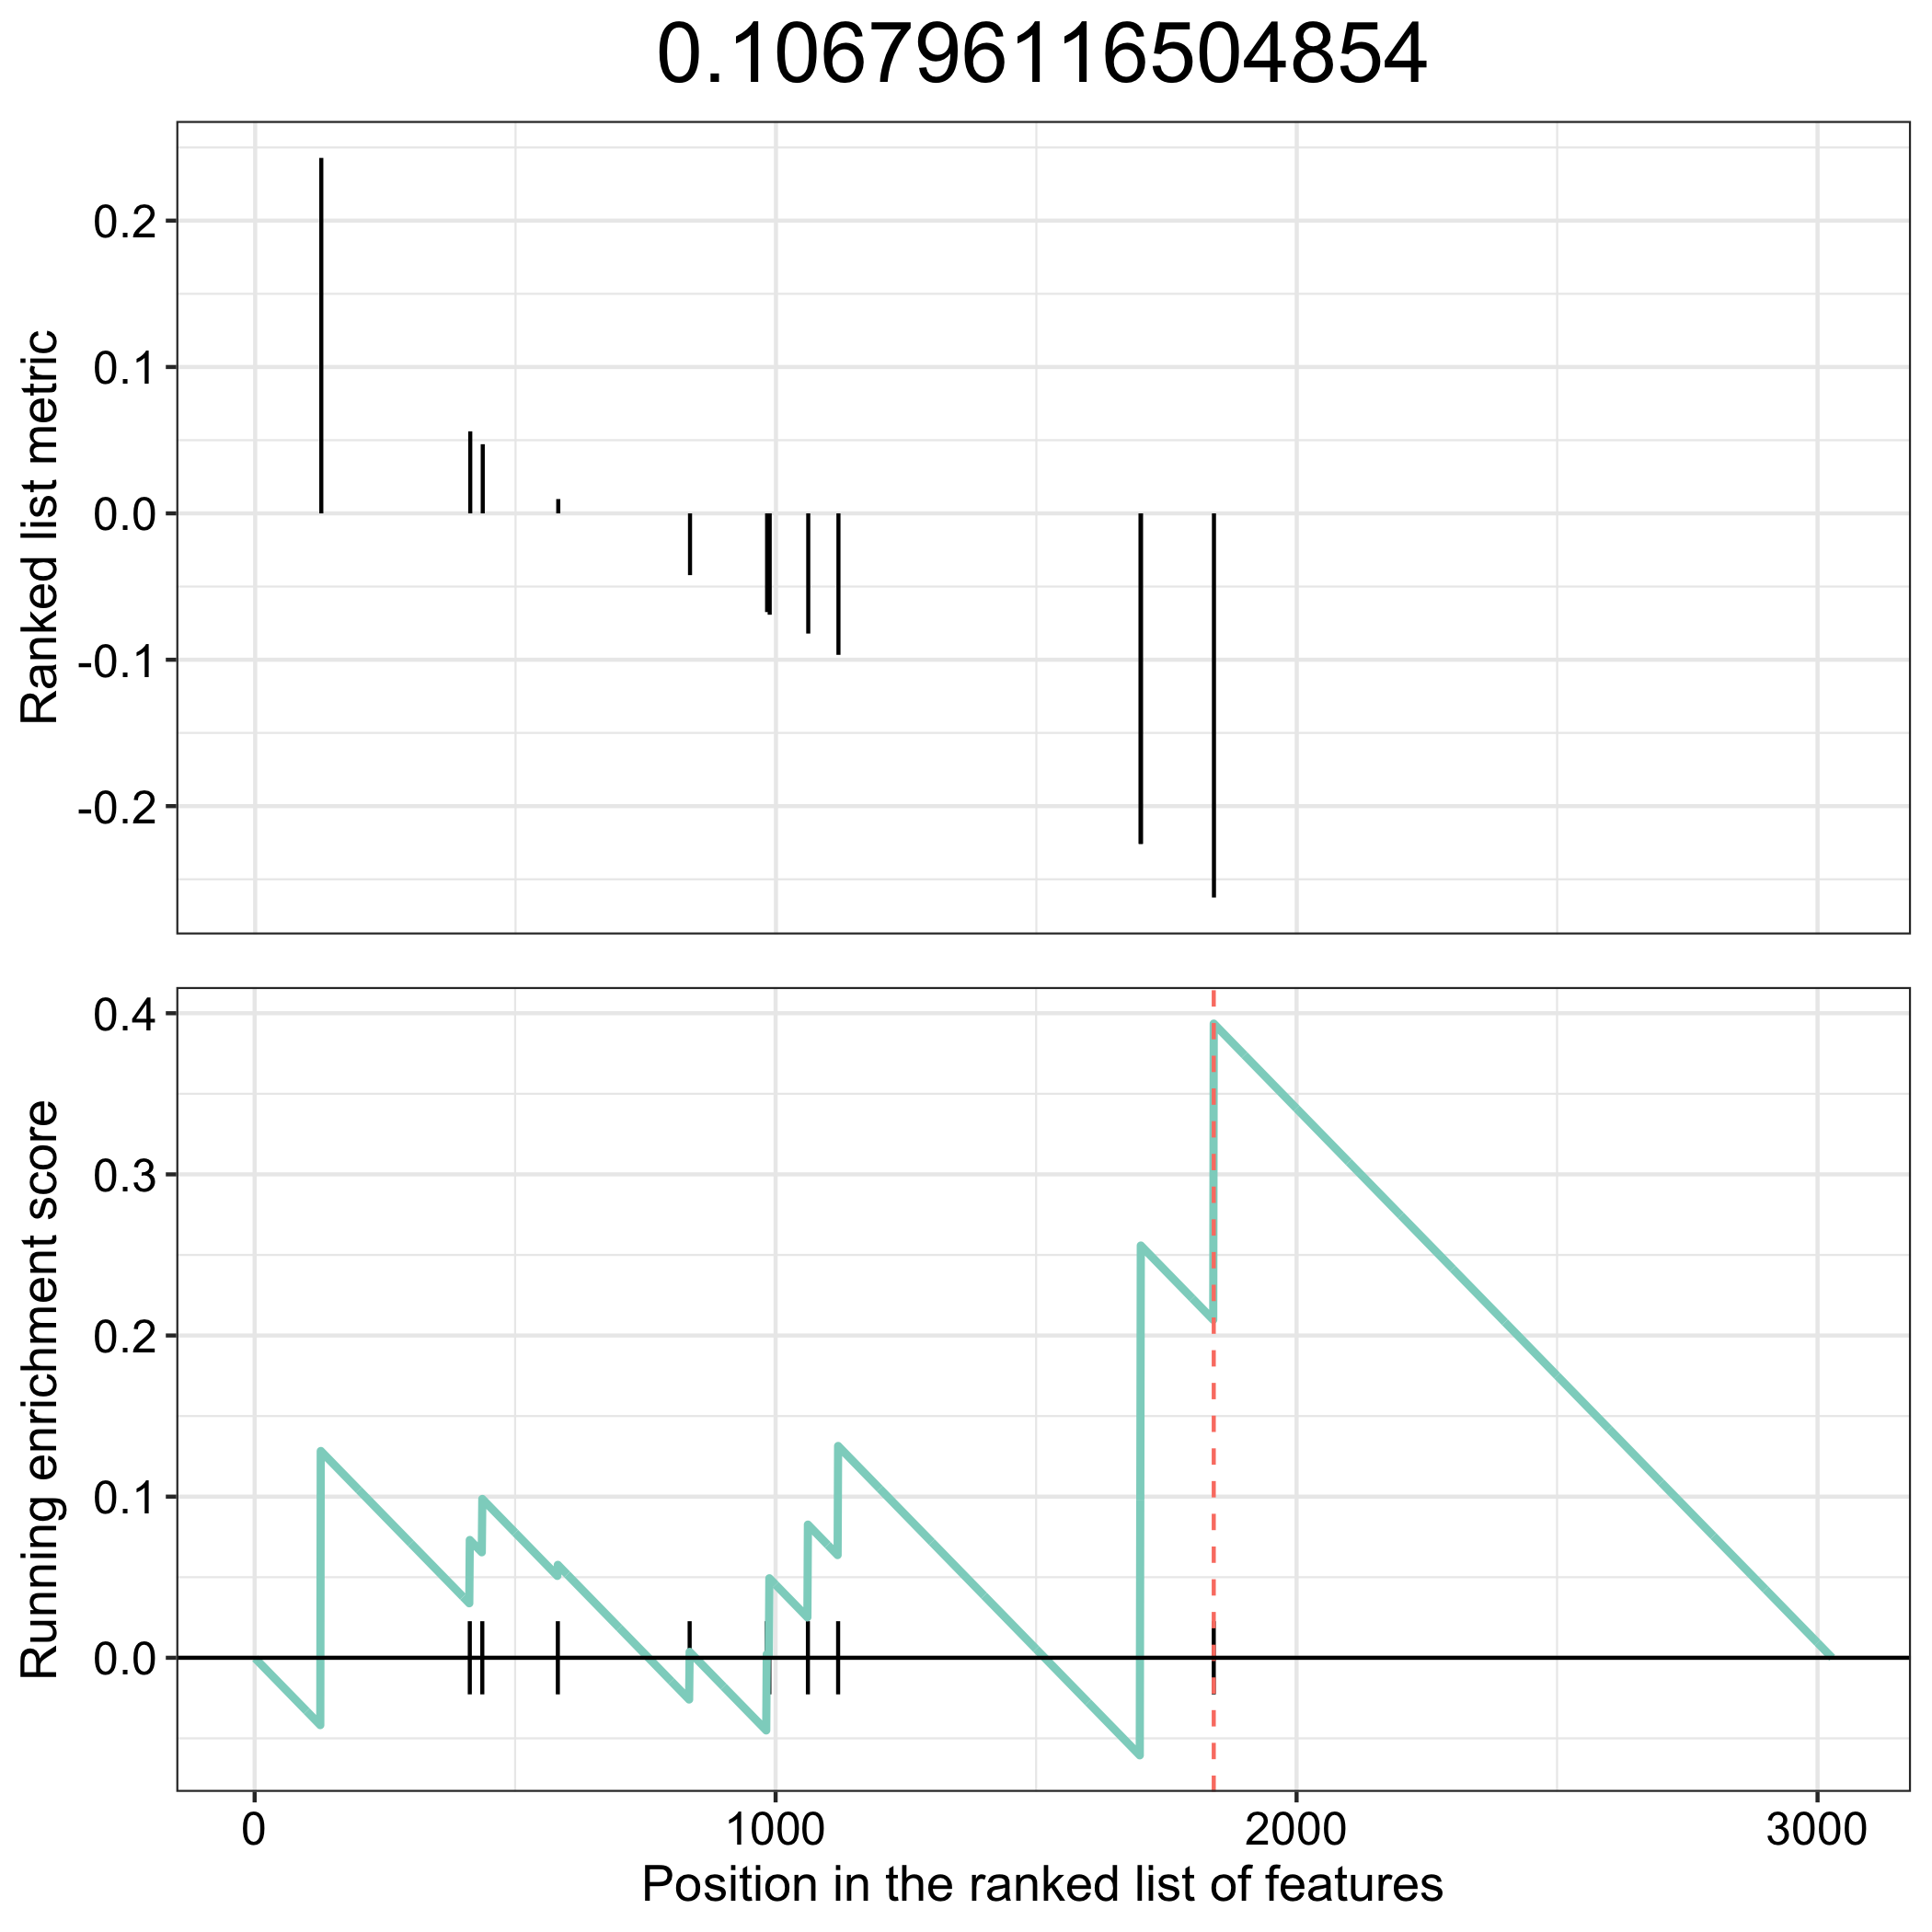 0.106796116504854
Ranked list metric
0.2
0.1
0.0
-0.1
-0.2
Running enrichment score
0.4
0.3
0.2
0.1
0.0
0 1000 2000 3000
Position in the ranked list of features